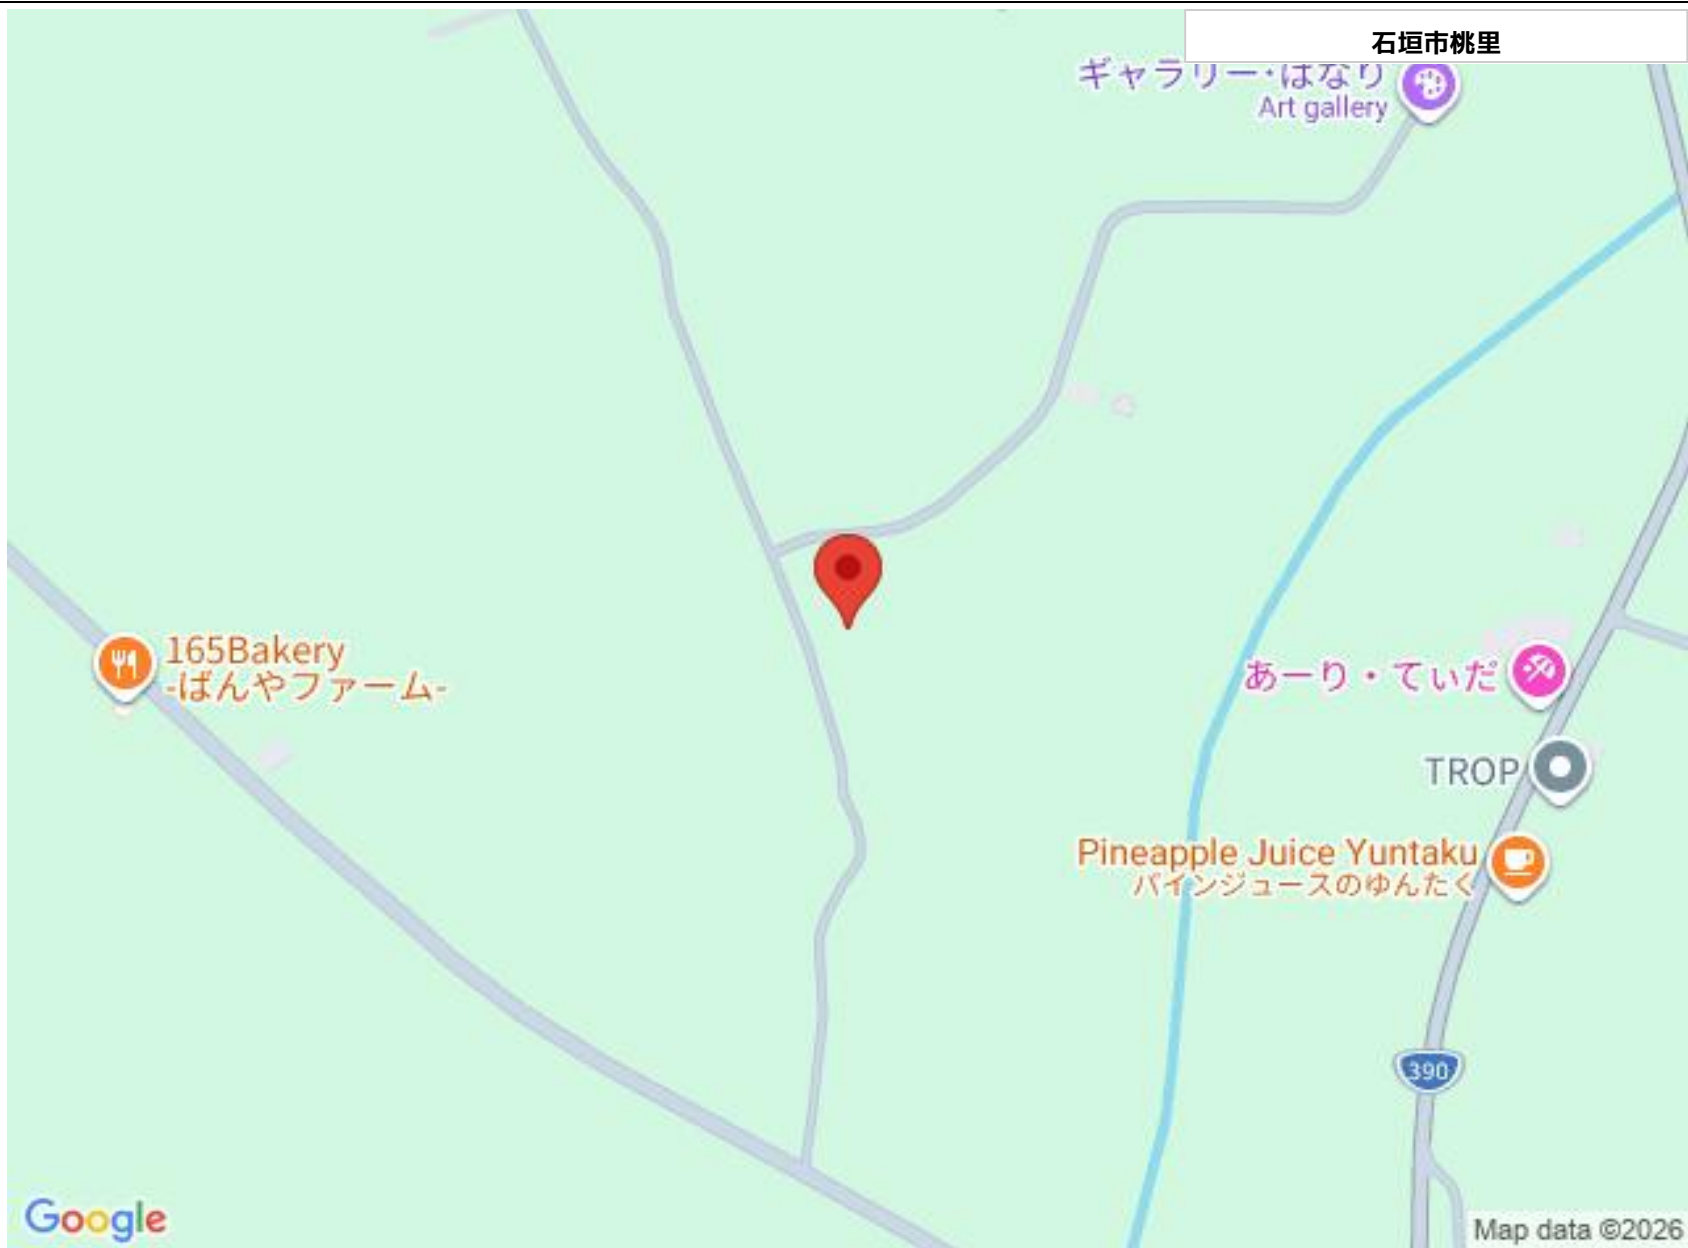 石垣市桃里
ギャラリー・はなり
Art gallery
165Bakery
-ばんやファーム-
あーり・てぃだ
TROP
Pineapple Juice Yuntaku
パインジュースのゆんたく
390
Google
Map data ©2026